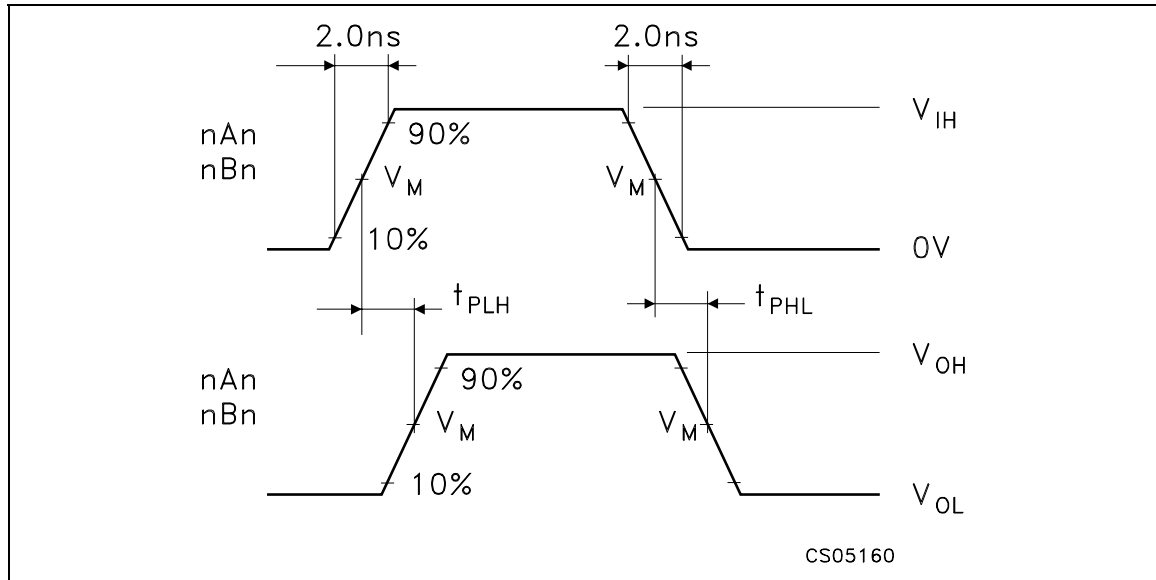 2.0ns 2.0ns
V_IH
nAn
90%
nBn
V_M V_M
10%
0V
t_PLH t_PHL
V_OH
nAn
90%
nBn
V_M V_M
10%
V_OL
CS05160